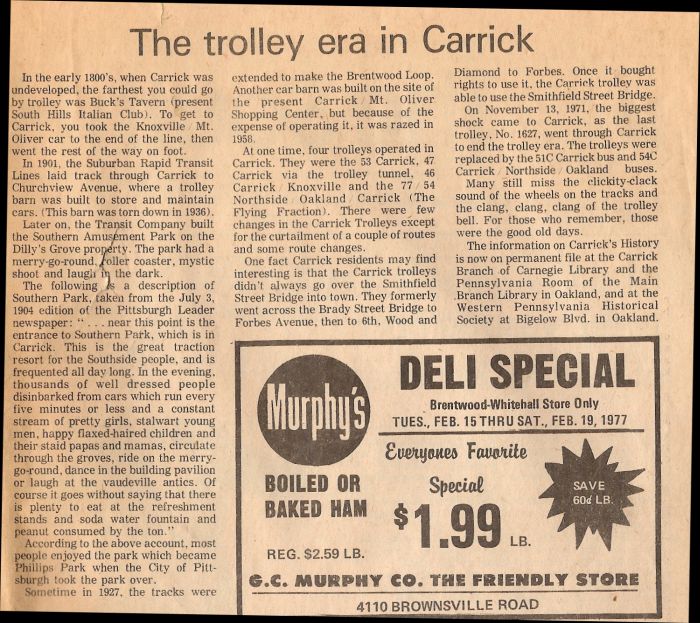 The trolley era in Carrick
In the early 1800's, when Carrick was
undeveloped, the farthest you could go
by trolley was Buck's Tavern (present
South Hills Italian Club). To get to
Carrick, you took the Knoxville / Mt.
Oliver car to the end of the line, then
went the rest of the way on foot.
In 1901, the Suburban Rapid Transit
Lines laid track through Carrick to
Churchview Avenue, where a trolley
barn was built to store and maintain
cars. (This barn was torn down in 1936).
Later on, the Transit Company built
the Southern Amusement Park on the
Dilly's Grove property. The park had a
merry-go-round, roller coaster, mystic
shoot and laugh in the dark.
The following is a description of
Southern Park, taken from the July 3,
1904 edition of the Pittsburgh Leader
newspaper: ". . . near this point is the
entrance to Southern Park, which is in
Carrick. This is the great traction
resort for the Southside people, and is
frequented all day long. In the evening,
thousands of well dressed people
disinbarked from cars which run every
five minutes or less and a constant
stream of pretty girls, stalwart young
men, happy flaxed-haired children and
their staid papas and mamas, circulate
through the groves, ride on the merry-
go-round, dance in the building pavilion
or laugh at the vaudeville antics. Of
course it goes without saying that there
is plenty to eat at the refreshment
stands and soda water fountain and
peanut consumed by the ton."
According to the above account, most
people enjoyed the park which became
Phillips Park when the City of Pitt-
sburgh took the park over.
Sometime in 1927, the tracks were
extended to make the Brentwood Loop.
Another car barn was built on the site of
the present Carrick / Mt. Oliver
Shopping Center, but because of the
expense of operating it, it was razed in
1958.
At one time, four trolleys operated in
Carrick. They were the 53 Carrick, 47
Carrick via the trolley tunnel, 46
Carrick / Knoxville and the 77 / 54
Northside / Oakland / Carrick (The
Flying Fraction). There were few
changes in the Carrick Trolleys except
for the curtailment of a couple of routes
and some route changes.
One fact Carrick residents may find
interesting is that the Carrick trolleys
didn't always go over the Smithfield
Street Bridge into town. They formerly
went across the Brady Street Bridge to
Forbes Avenue, then to 6th, Wood and
Diamond to Forbes. Once it bought
rights to use it, the Carrick trolley was
able to use the Smithfield Street Bridge.
On November 13, 1971, the biggest
shock came to Carrick, as the last
trolley, No. 1627, went through Carrick
to end the trolley era. The trolleys were
replaced by the 51C Carrick bus and 54C
Carrick / Northside / Oakland buses.
Many still miss the clickity-clack
sound of the wheels on the tracks and
the clang, clang, clang of the trolley
bell. For those who remember, those
were the good old days.
The information on Carrick's History
is now on permanent file at the Carrick
Branch of Carnegie Library and the
Pennsylvania Room of the Main
Branch Library in Oakland, and at the
Western Pennsylvania Historical
Society at Bigelow Blvd. in Oakland.
Murphy's
DELI SPECIAL
Brentwood-Whitehall Store Only
TUES., FEB. 15 THRU SAT., FEB. 19, 1977
Everyones Favorite
Special
BOILED OR
BAKED HAM
$1.99 LB.
SAVE
60¢ LB.
REG. $2.59 LB.
G.C. MURPHY CO. THE FRIENDLY STORE
4110 BROWNSVILLE ROAD